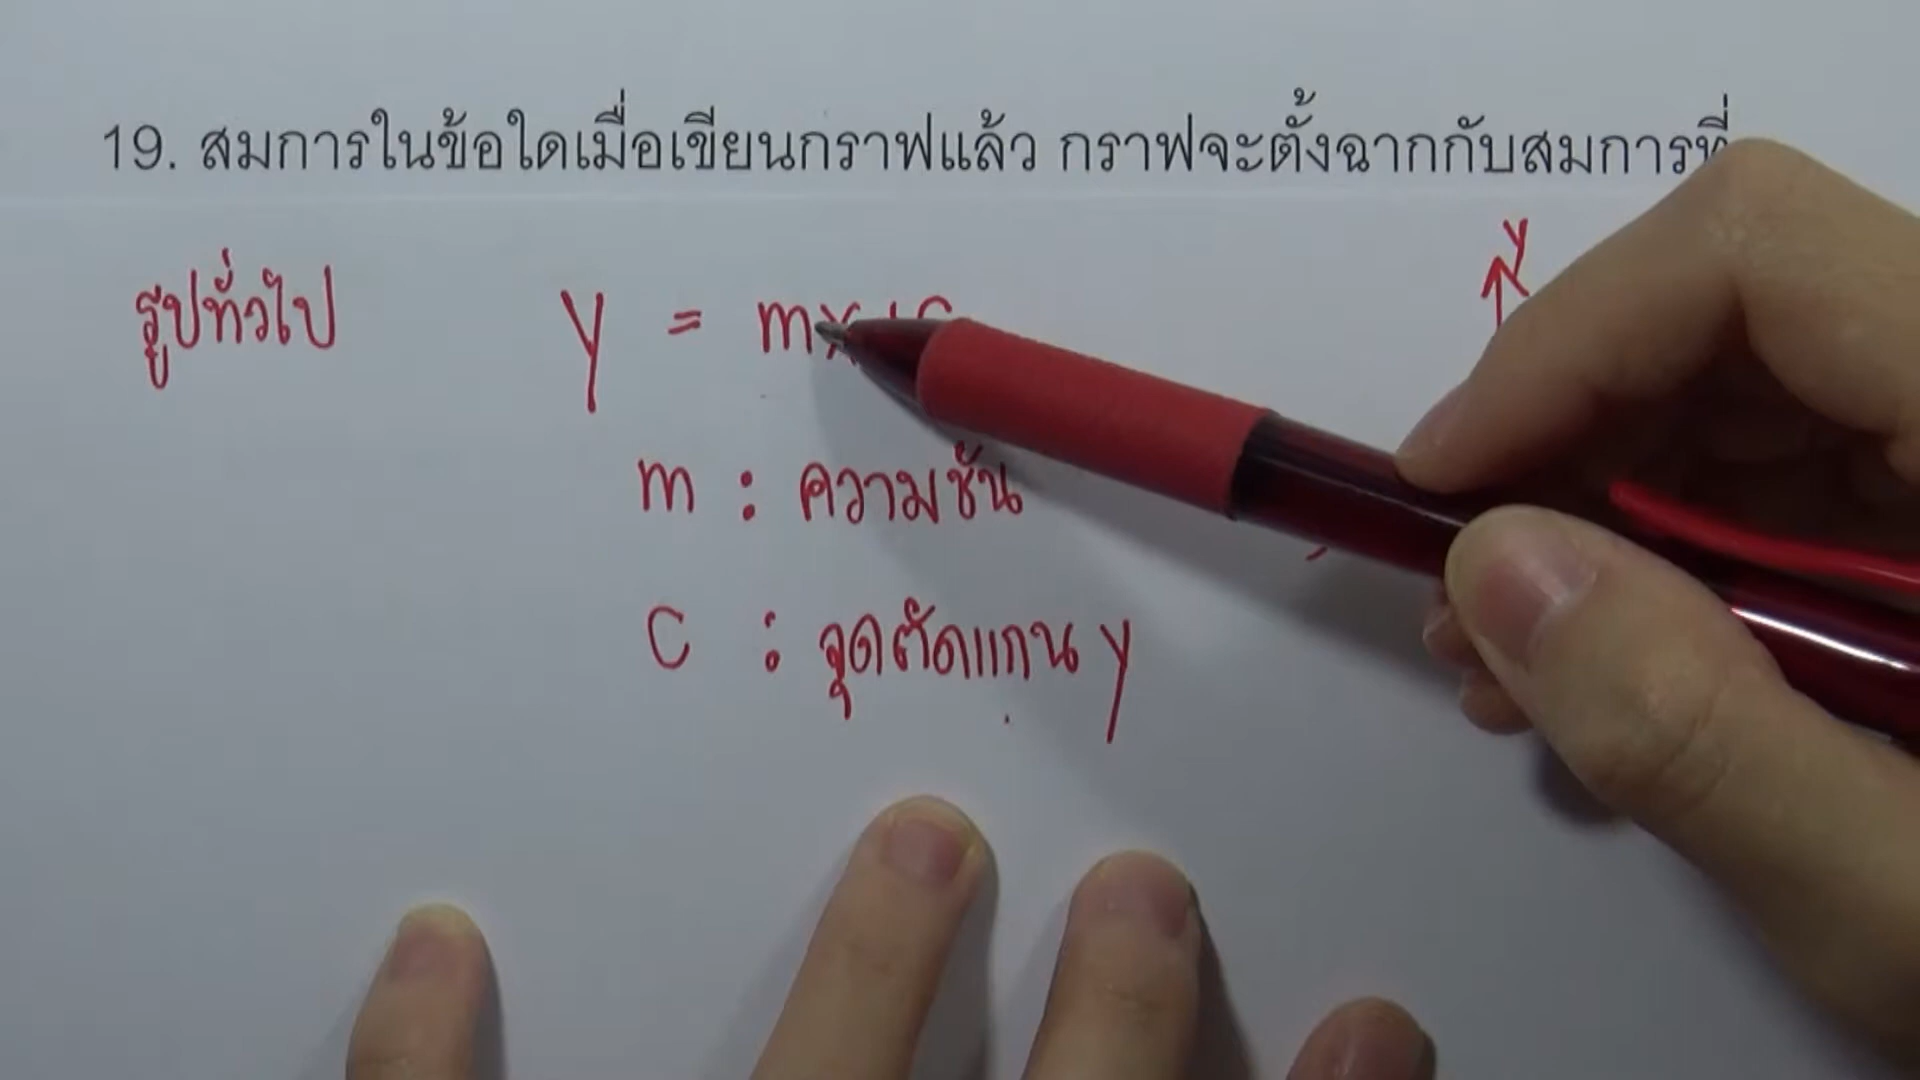 19. สมการในข้อใดเมื่อเขียนกราฟแล้ว กราฟจะตั้งฉากกับสมการที่
รูปทั่วไป y = mx + c
y
m : ความชัน
c : จุดตัดแกน y